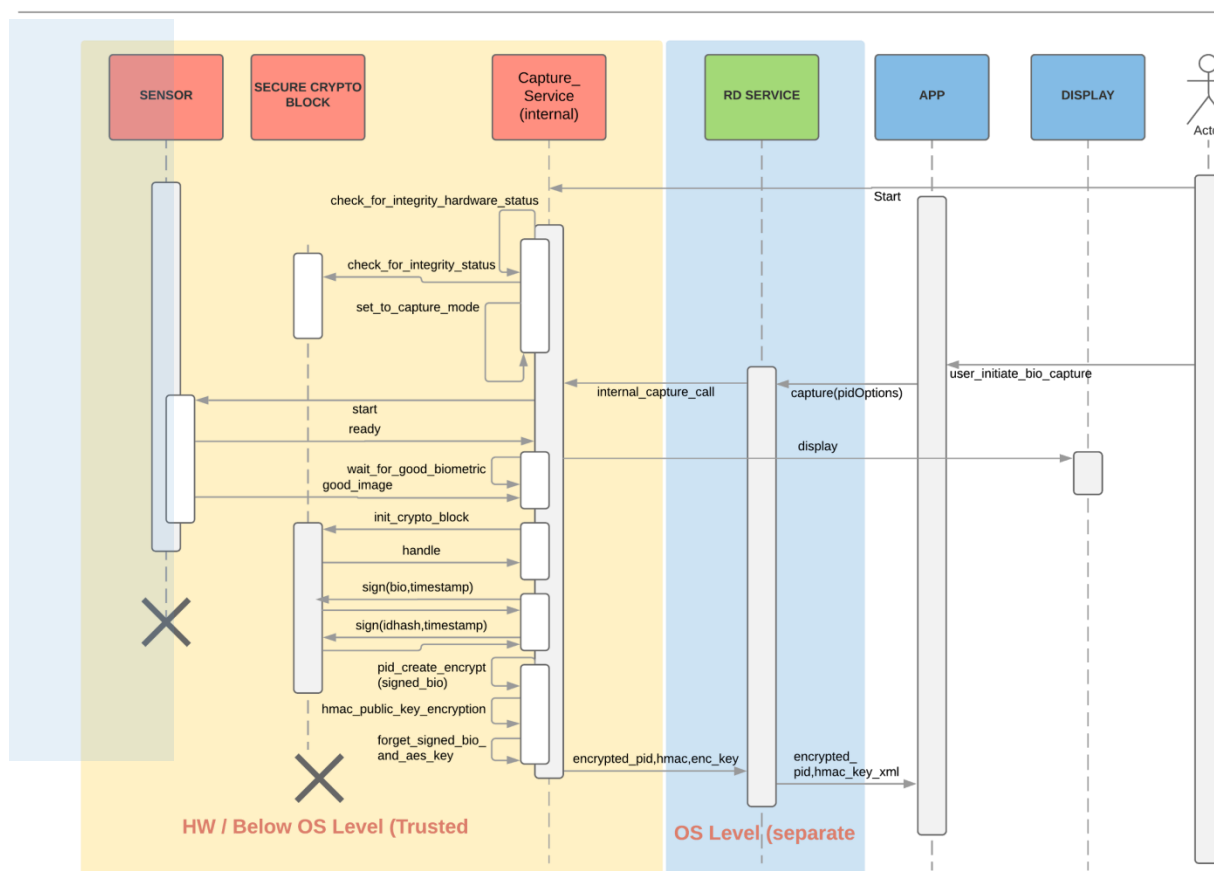 SENSOR
SECURE CRYPTO
BLOCK
Capture_
Service
(internal)
RD SERVICE
APP
DISPLAY
Start
check_for_integrity_hardware_status
check_for_integrity_status
set_to_capture_mode
user_initiate_bio_capture
internal_capture_call
capture(pidOptions)
start
ready
display
wait_for_good_biometric
good_image
init_crypto_block
handle
sign(bio,timestamp)
sign(idhash,timestamp)
pid_create_encrypt
(signed_bio)
hmac_public_key_encryption
forget_signed_bio_
and_aes_key
encrypted_pid,hmac,enc_key
encrypted_
pid,hmac_key_xml
HW / Below OS Level (Trusted
OS Level (separate